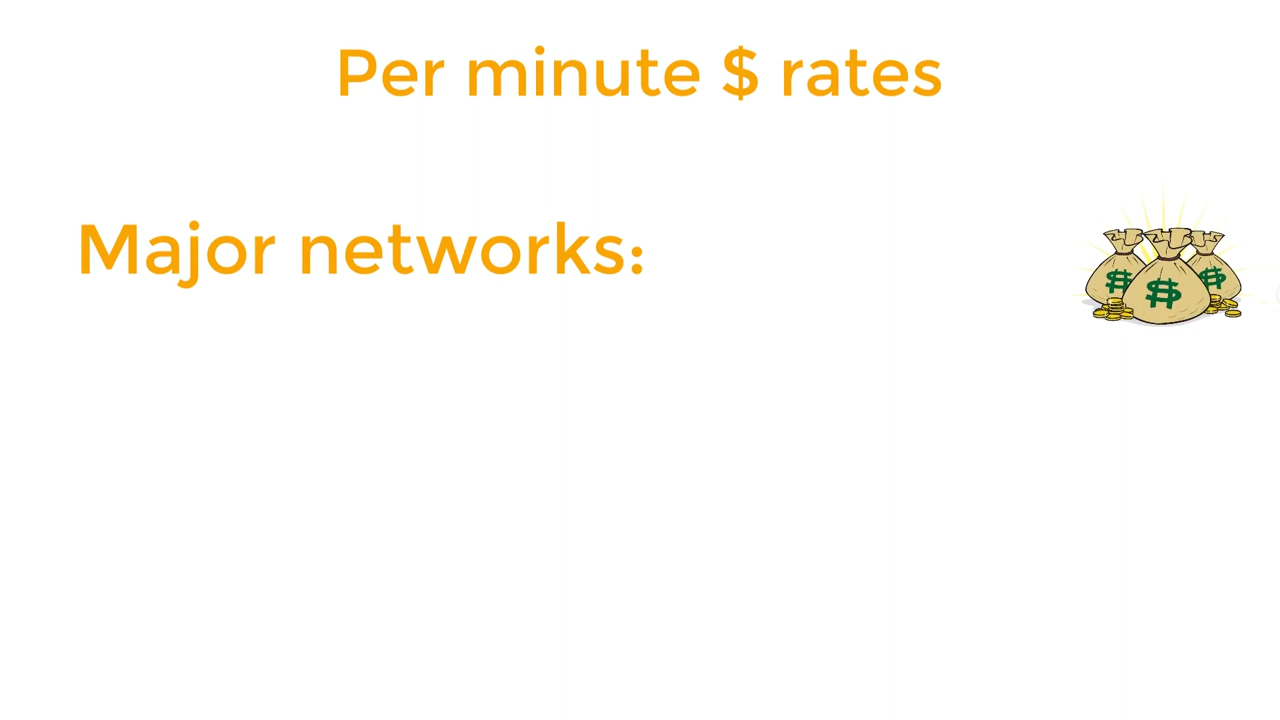 Per minute $ rates
Major networks:
$ $ $